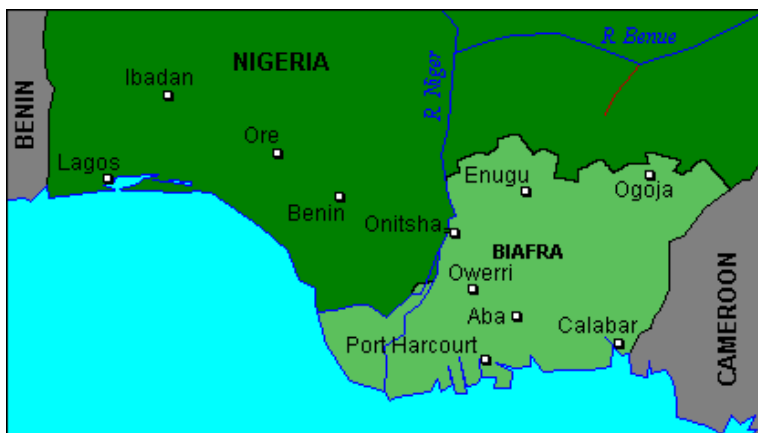 R. Benue
NIGERIA
Ibadan
R. Niger
BENIN
Ore
Lagos
Enugu
Ogoja
Benin
Onitsha
BIAFRA
Owerri
Aba
Calabar
Port Harcourt
CAMEROON